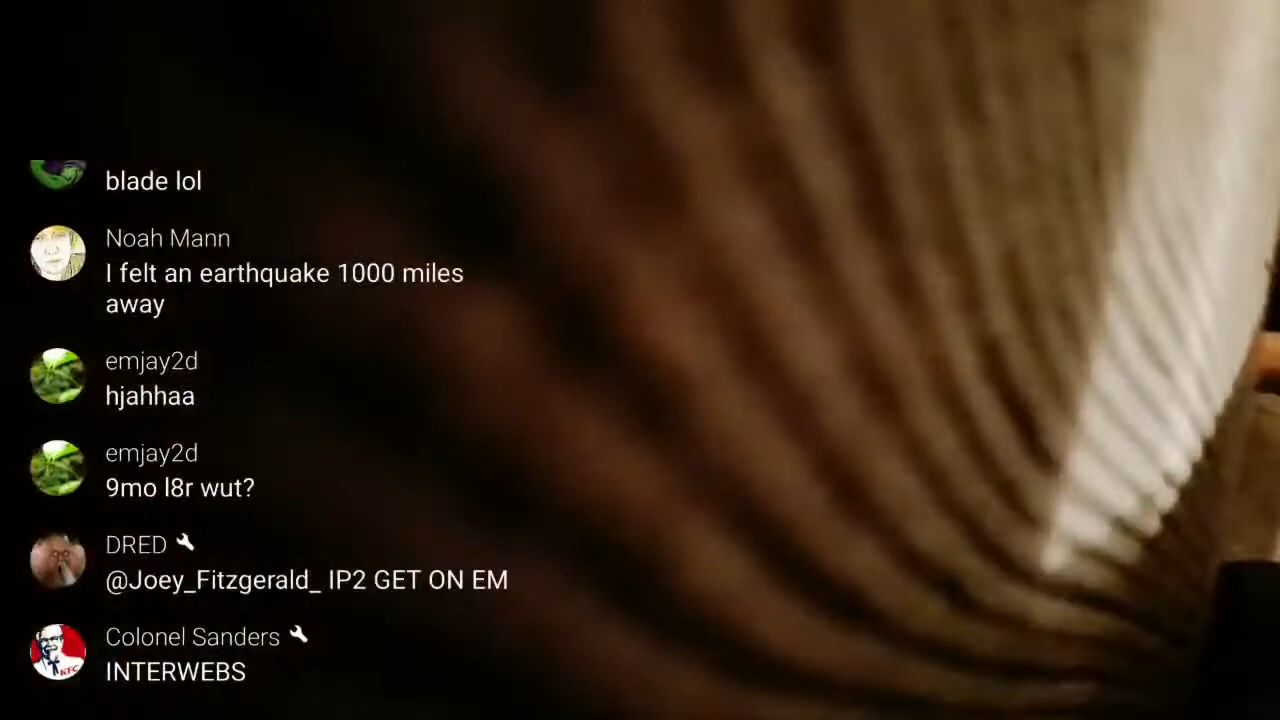 blade lol
Noah Mann
I felt an earthquake 1000 miles
away
emjay2d
hjahhaa
emjay2d
9mo l8r wut?
DRED
@Joey_Fitzgerald_ IP2 GET ON EM
Colonel Sanders
INTERWEBS
KFC